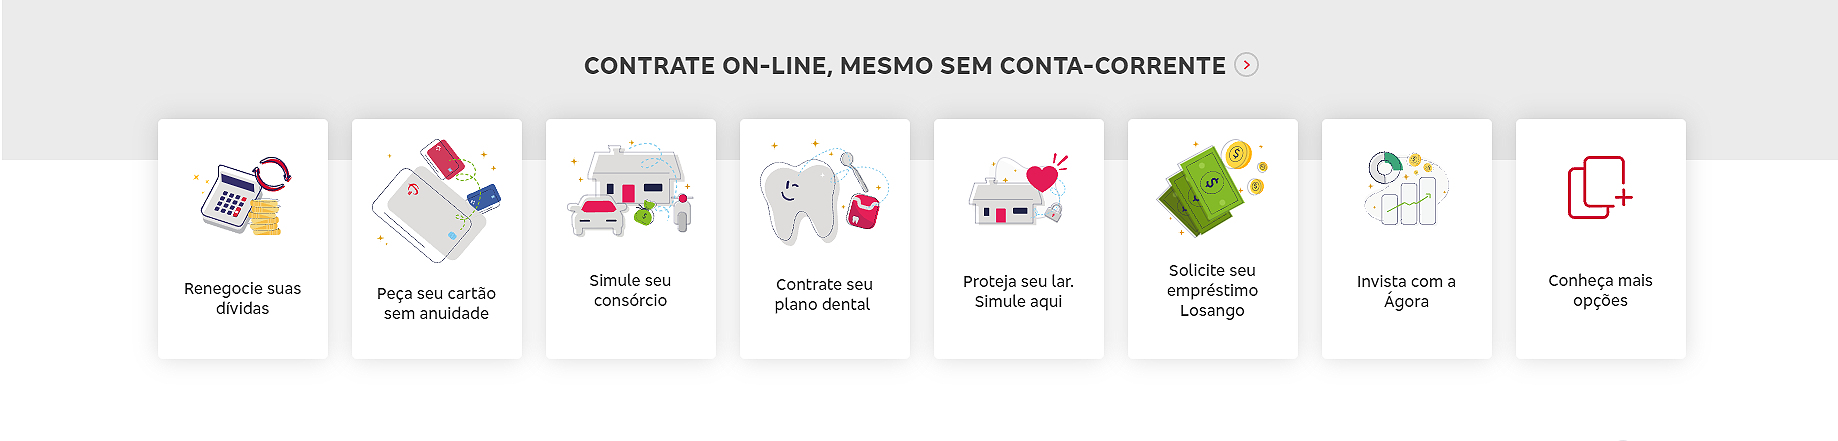 CONTRATE ON-LINE, MESMO SEM CONTA-CORRENTE
Renegocie suas
dívidas
Peça seu cartão
sem anuidade
Simule seu
consórcio
Contrate seu
plano dental
Proteja seu lar.
Simule aqui
Solicite seu
empréstimo
Losango
Invista com a
Ágora
Conheça mais
opções